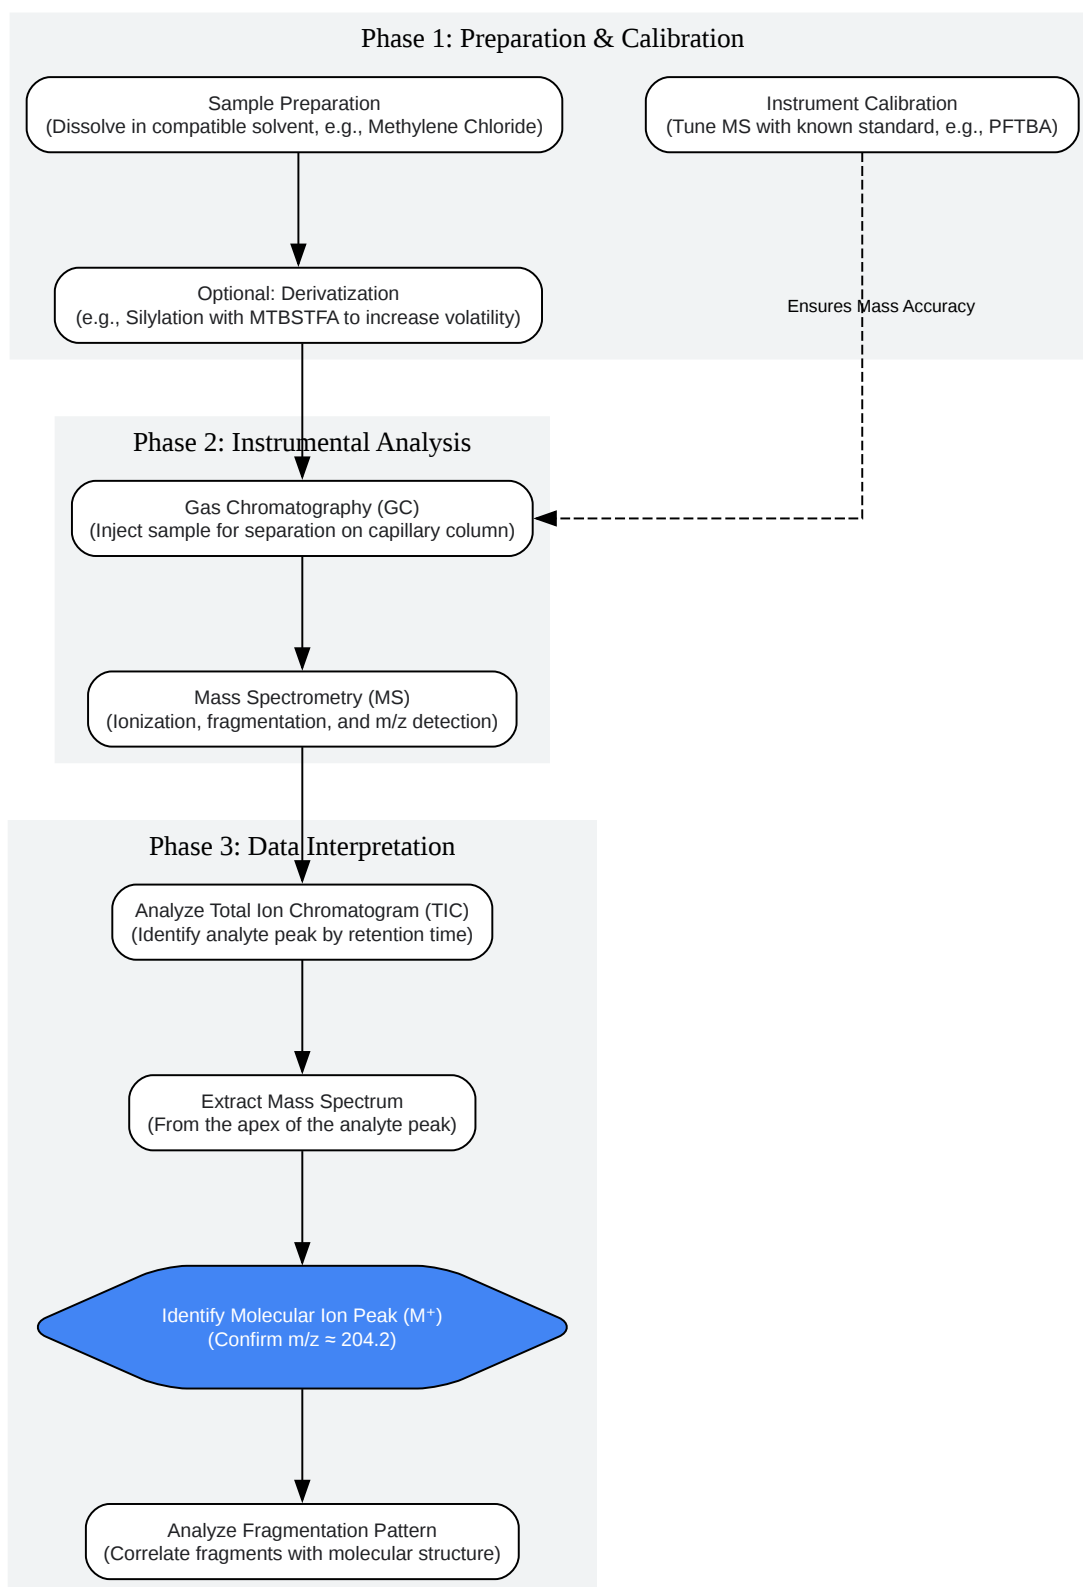 Phase 1: Preparation & Calibration
Sample Preparation
(Dissolve in compatible solvent, e.g., Methylene Chloride)
Instrument Calibration
(Tune MS with known standard, e.g., PFTBA)
Optional: Derivatization
(e.g., Silylation with MTBSTFA to increase volatility)
Ensures Mass Accuracy
Phase 2: Instrumental Analysis
Gas Chromatography (GC)
(Inject sample for separation on capillary column)
Mass Spectrometry (MS)
(Ionization, fragmentation, and m/z detection)
Phase 3: Data Interpretation
Analyze Total Ion Chromatogram (TIC)
(Identify analyte peak by retention time)
Extract Mass Spectrum
(From the apex of the analyte peak)
Identify Molecular Ion Peak (M⁺)
(Confirm m/z ≈ 204.2)
Analyze Fragmentation Pattern
(Correlate fragments with molecular structure)